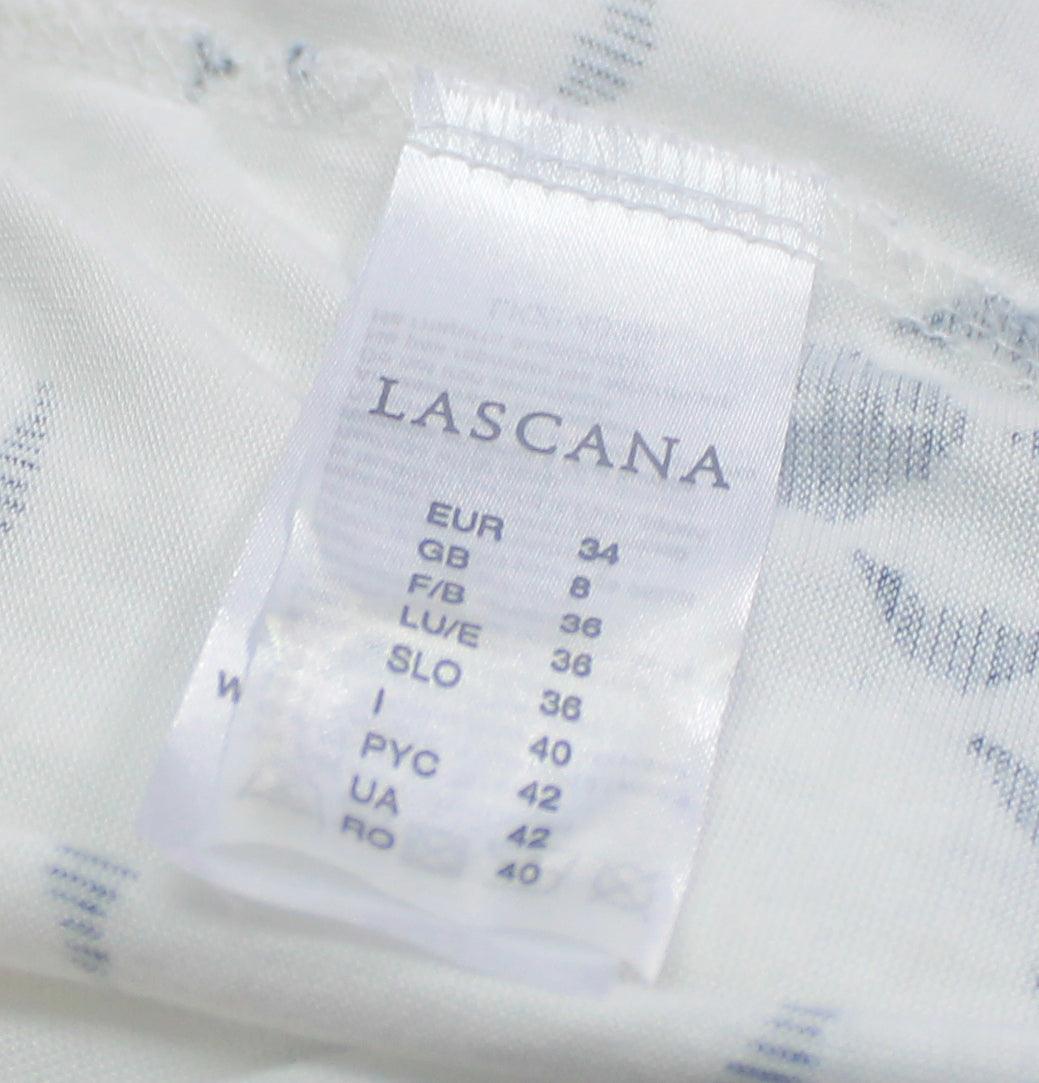 LASCANA
EUR 34
GB 8
F/B 36
LU/E 36
SLO 36
I 40
PYC 42
UA 42
RO 40
W